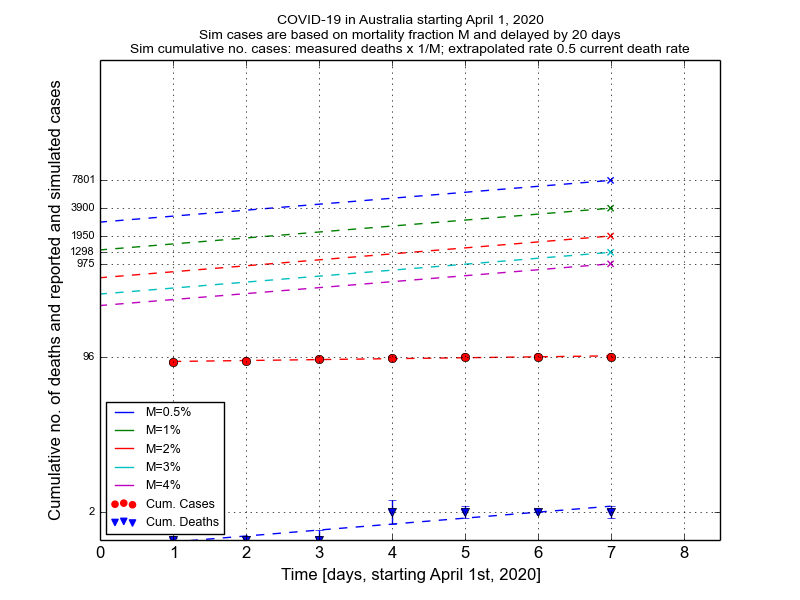 COVID-19 in Australia starting April 1, 2020
Sim cases are based on mortality fraction M and delayed by 20 days
Sim cumulative no. cases: measured deaths x 1/M; extrapolated rate 0.5 current death rate
Cumulative no. of deaths and reported and simulated cases
7801
3900
1950
1298
975
96
2
M=0.5%
M=1%
M=2%
M=3%
M=4%
Cum. Cases
Cum. Deaths
0 1 2 3 4 5 6 7 8
Time [days, starting April 1st, 2020]